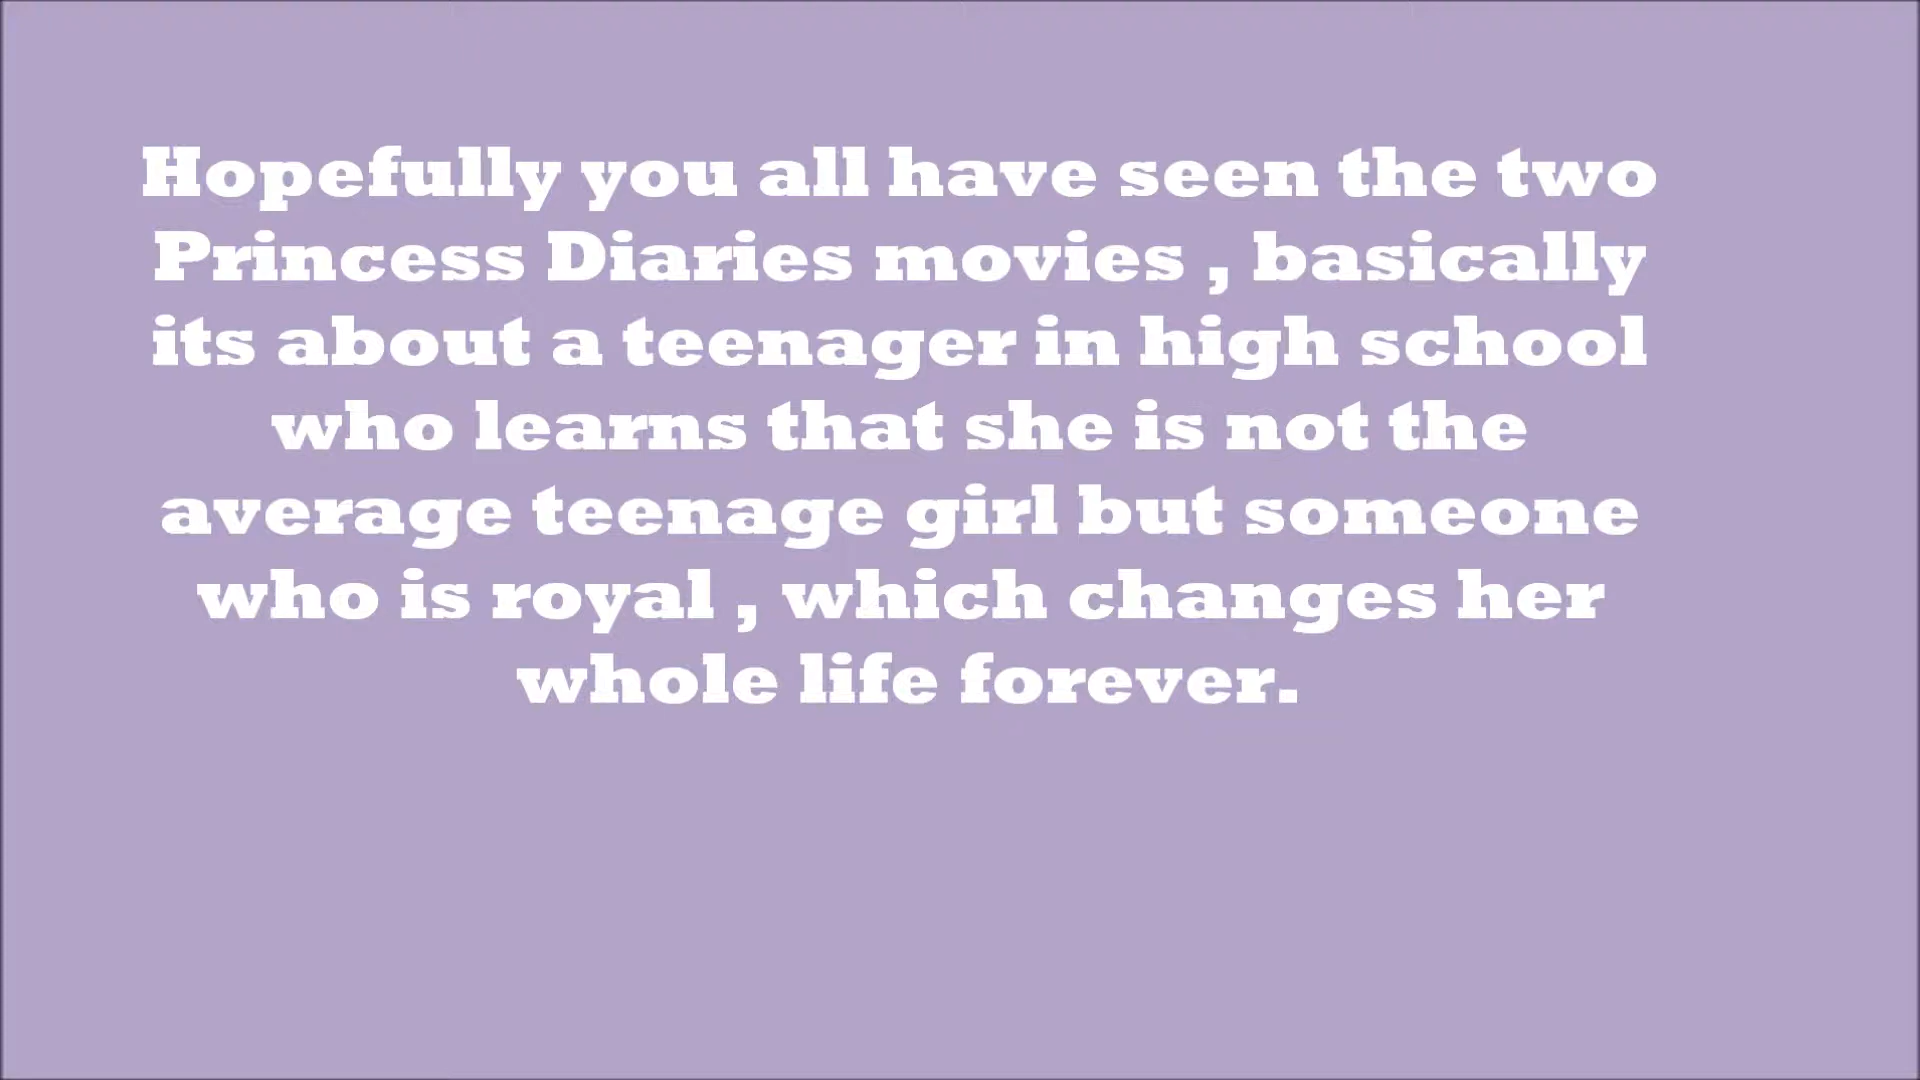 Hopefully you all have seen the two
Princess Diaries movies , basically
its about a teenager in high school
who learns that she is not the
average teenage girl but someone
who is royal , which changes her
whole life forever.